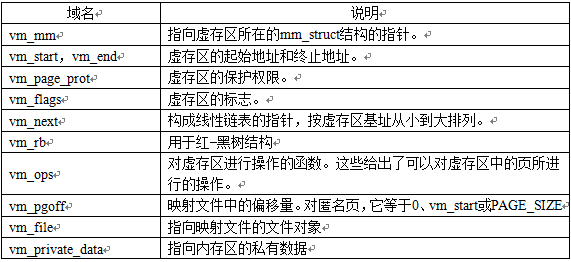 域名 说明
vm_mm 指向虚存区所在的mm_struct结构的指针。
vm_start，vm_end 虚存区的起始地址和终止地址。
vm_page_prot 虚存区的保护权限。
vm_flags 虚存区的标志。
vm_next 构成线性链表的指针，按虚存区基址从小到大排列。
vm_rb 用于红-黑树结构
vm_ops 对虚存区进行操作的函数。这些给出了可以对虚存区中的页所进
行的操作。
vm_pgoff 映射文件中的偏移量。对匿名页，它等于0、vm_start或PAGE_SIZE
vm_file 指向映射文件的文件对象
vm_private_data 指向内存区的私有数据